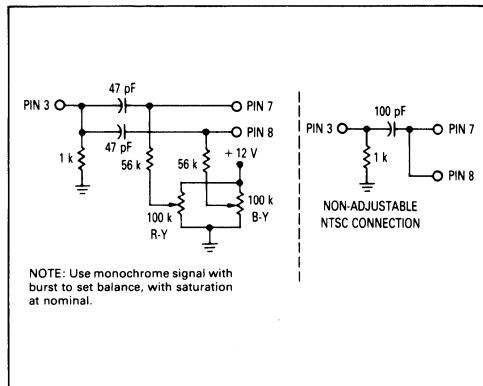 47 pF
PIN 3
PIN 7
PIN 8
47 pF
1 k
56 k
56 k
+ 12 V
100 k
R-Y
100 k
B-Y
NOTE: Use monochrome signal with
burst to set balance, with saturation
at nominal.
100 pF
PIN 3
PIN 7
1 k
PIN 8
NON-ADJUSTABLE
NTSC CONNECTION